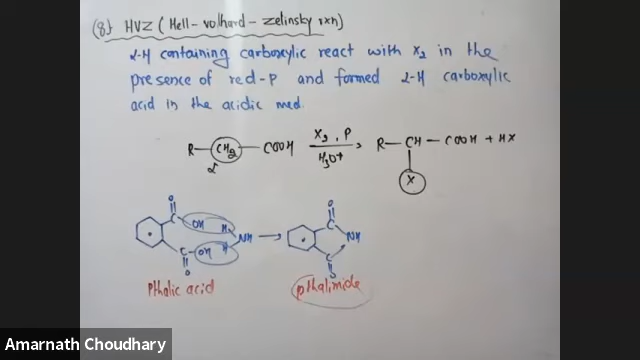 (8) HVZ (Hell-volhard-zelinsky rxn)
α-H containing carboxylic react with X2 in the
presence of red-P and formed α-H carboxylic
acid in the acidic med.
R—CH2—COOH X2, P H3O+ R—CH—COOH + HX
α
X
O O
C OH H C
NH NH
C OH H C
O O
Pthalic acid pthalimide
Amarnath Choudhary